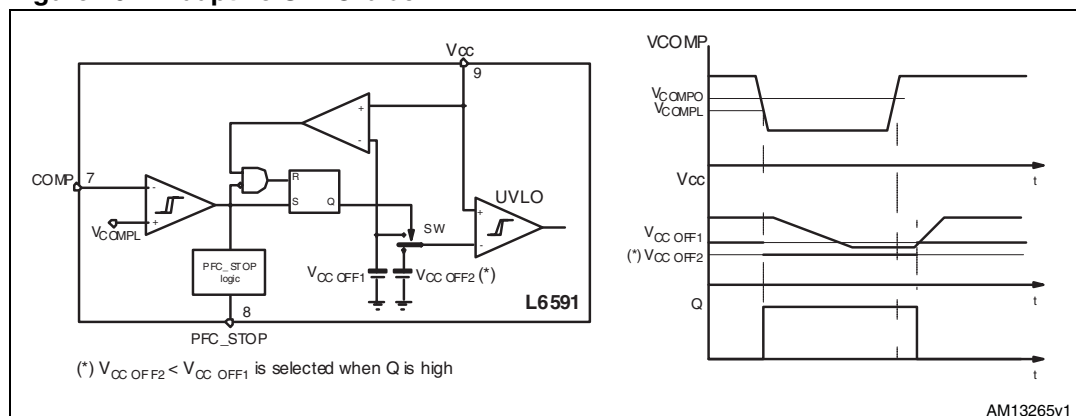 Vcc
9
COMP 7
VCOMPL
R
S Q
UVLO
SW
PFC_STOP
logic
VCC OFF1
VCC OFF2 (*)
L6591
8
PFC_STOP
(*) VCC OFF2 < VCC OFF1 is selected when Q is high
VCOMP
VCOMPO
VCOMPL
t
Vcc
VCC OFF1
(*) VCC OFF2
t
Q
t
AM13265v1